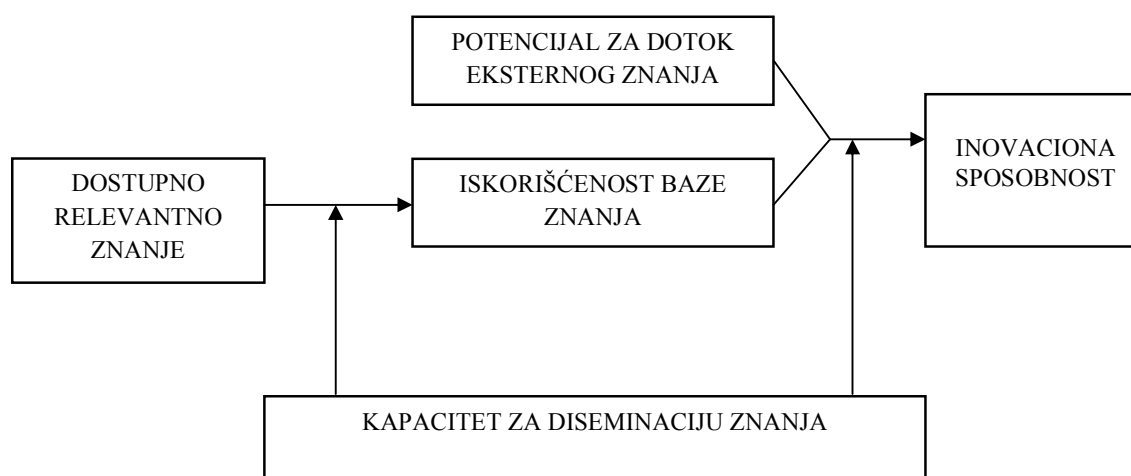 POTENCIJAL ZA DOTOK
EKSTERNOG ZNANJA
INOVACIONA
SPOSOBNOST
DOSTUPNO
RELEVANTNO
ZNANJE
ISKORIŠĆENOST BAZE
ZNANJA
KAPACITET ZA DISEMINACIJU ZNANJA